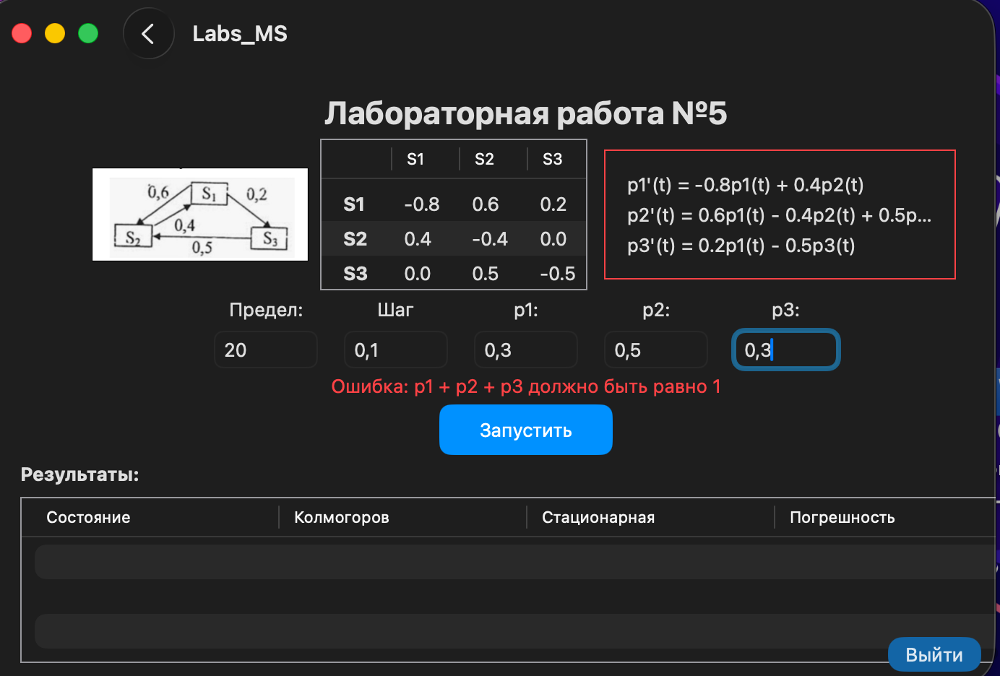 Labs_MS
Лабораторная работа №5
0,6 S1 0,2
0,4
S2 S3
0,5
S1 S2 S3
S1 -0.8 0.6 0.2
S2 0.4 -0.4 0.0
S3 0.0 0.5 -0.5
p1'(t) = -0.8p1(t) + 0.4p2(t)
p2'(t) = 0.6p1(t) - 0.4p2(t) + 0.5p...
p3'(t) = 0.2p1(t) - 0.5p3(t)
Предел: Шаг p1: p2: p3:
20 0,1 0,3 0,5 0,3
Ошибка: p1 + p2 + p3 должно быть равно 1
Запустить
Результаты:
Состояние Колмогоров Стационарная Погрешность
Выйти